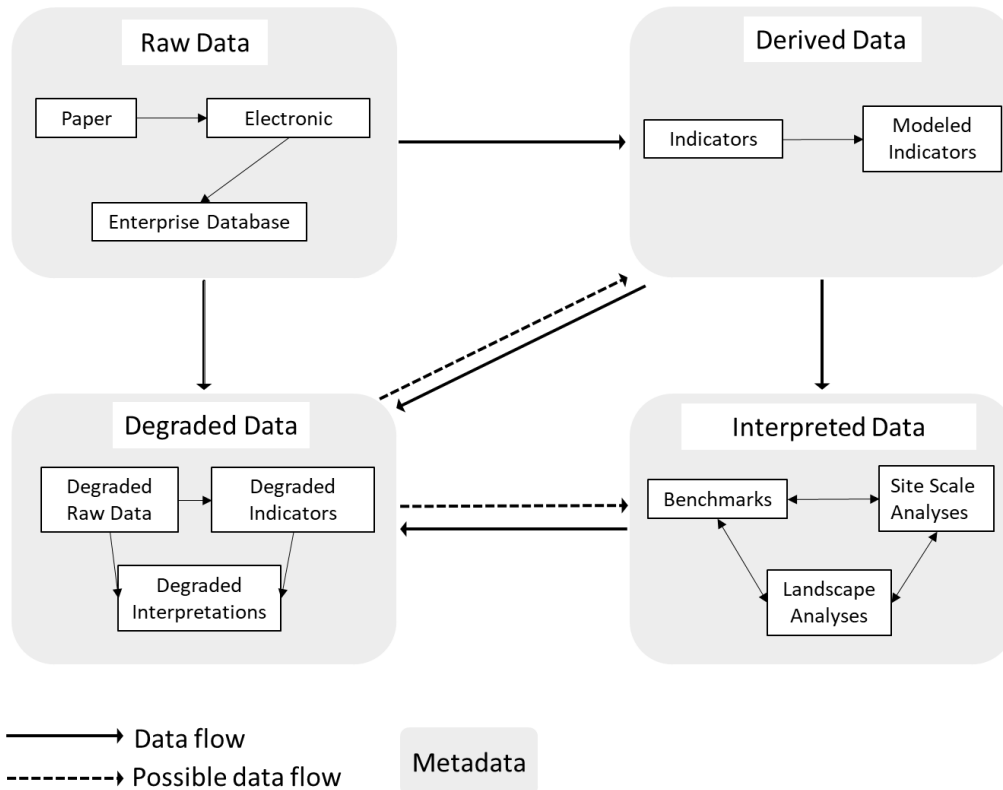 Raw Data
Paper
Electronic
Enterprise Database
Derived Data
Indicators
Modeled
Indicators
Degraded Data
Degraded
Raw Data
Degraded
Indicators
Degraded
Interpretations
Interpreted Data
Benchmarks
Site Scale
Analyses
Landscape
Analyses
Data flow
Possible data flow
Metadata